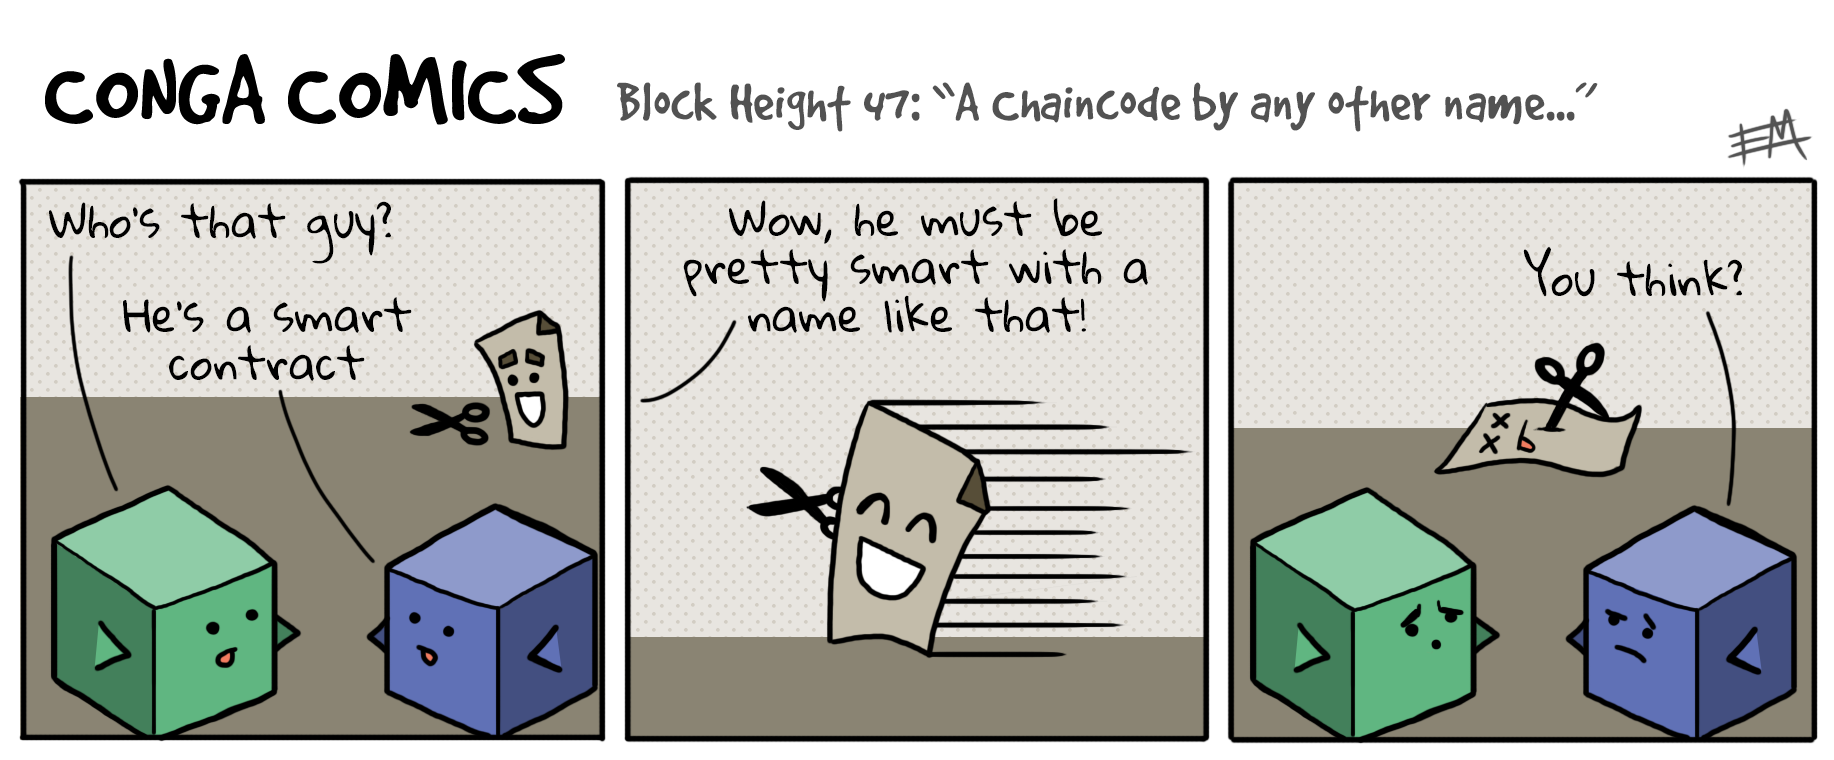 CONGA COMICS
Block Height 47: “A Chaincode by any other name...”
EM
Who's that guy?
He's a smart
contract
Wow, he must be
pretty smart with a
name like that!
You think?